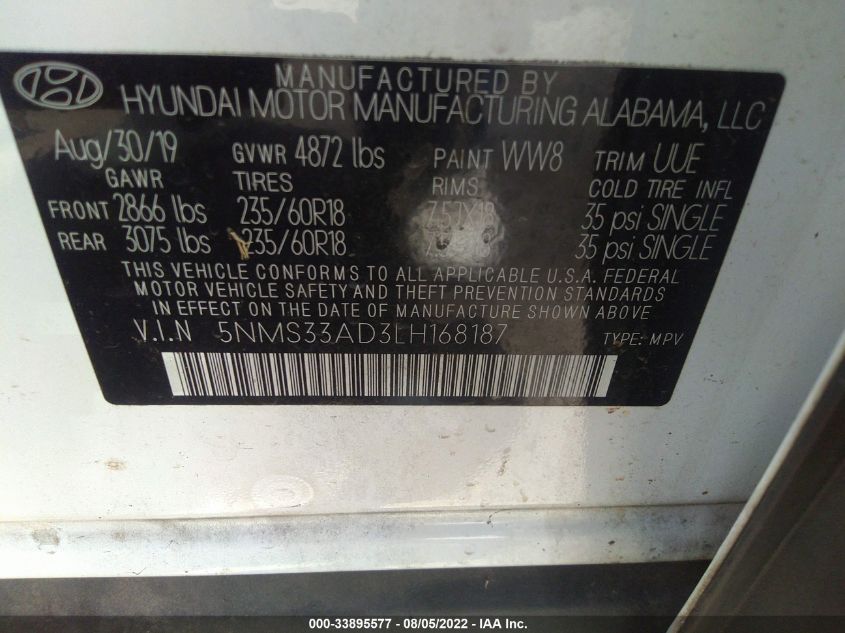 MANUFACTURED BY
HYUNDAI MOTOR MANUFACTURING ALABAMA, LLC
Aug/30/19 GVWR 4872 lbs PAINT WW8 TRIM UUE
GAWR TIRES RIMS COLD TIRE INFL
FRONT 2866 lbs 235/60R18 7.5JX18 35 psi SINGLE
REAR 3075 lbs 235/60R18 35 psi SINGLE
THIS VEHICLE CONFORMS TO ALL APPLICABLE U.S.A. FEDERAL
MOTOR VEHICLE SAFETY AND THEFT PREVENTION STANDARDS
IN EFFECT ON THE DATE OF MANUFACTURE SHOWN ABOVE
V.I.N 5NMS33AD3LH168187 TYPE: MPV
000-33895577 - 08/05/2022 - IAA Inc.